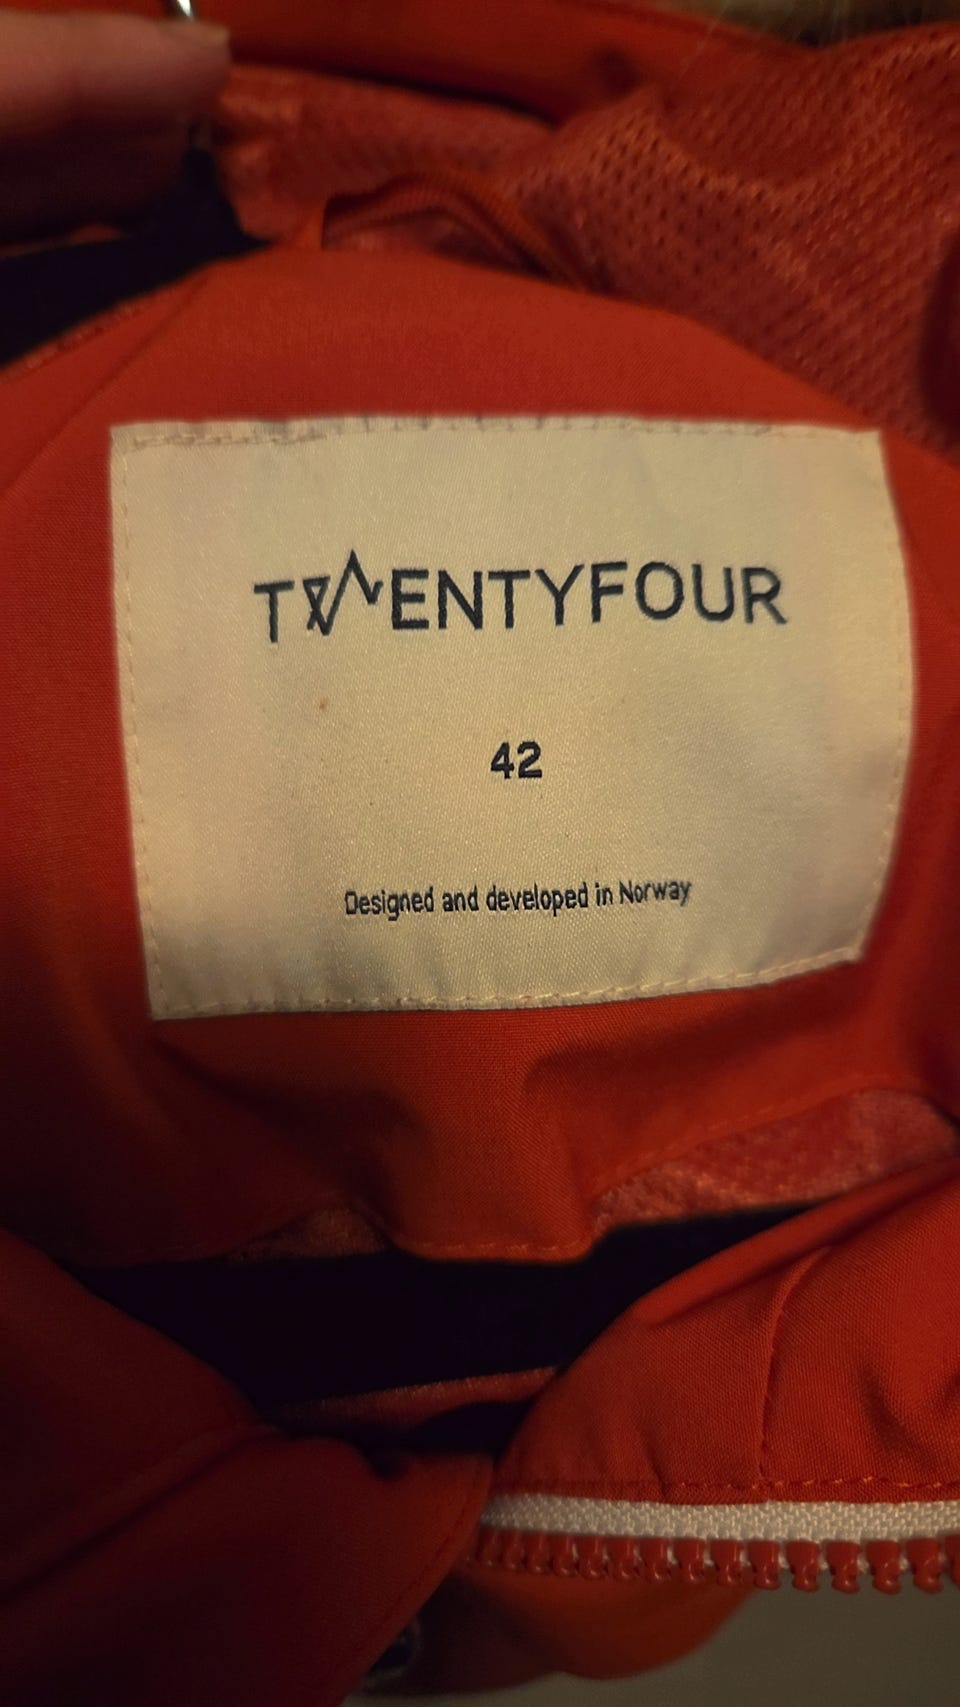 TWENTYFOUR
42
Designed and developed in Norway